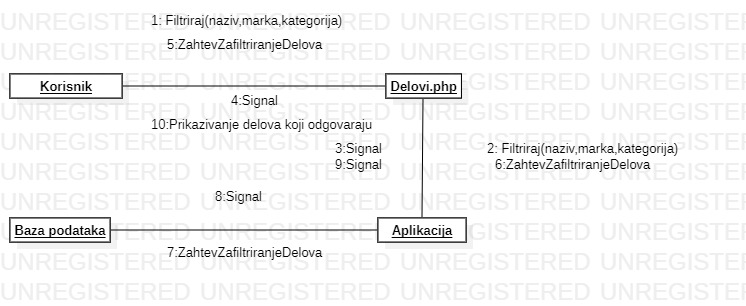 1: Filtriraj(naziv,marka,kategorija)
5:ZahtevZafiltriranjeDelova
Korisnik
Delovi.php
4:Signal
10:Prikazivanje delova koji odgovaraju
3:Signal
9:Signal
2: Filtriraj(naziv,marka,kategorija)
6:ZahtevZafiltriranjeDelova
8:Signal
Baza podataka
Aplikacija
7:ZahtevZafiltriranjeDelova
UNREGISTERED UNREGISTERED UNREGISTERED UNREGISTERED